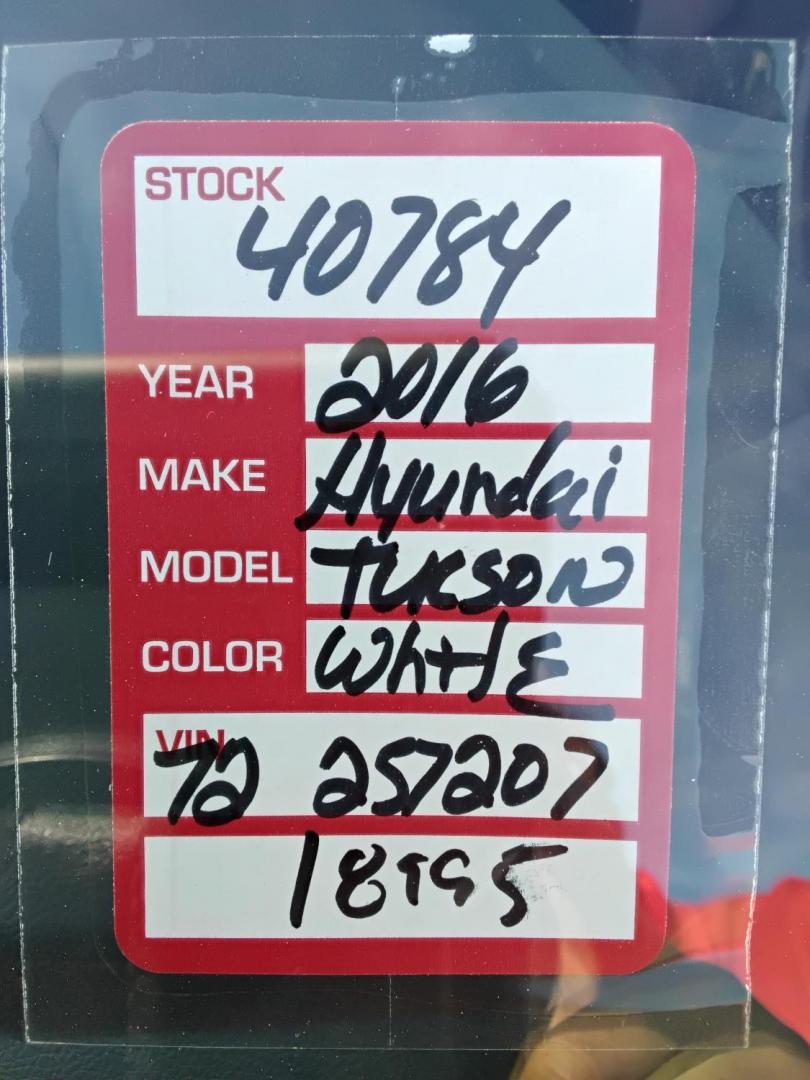 STOCK
40784
YEAR 2016
MAKE Hyundai
MODEL TUCSON
COLOR WhitE
VIN
72 257207
18995